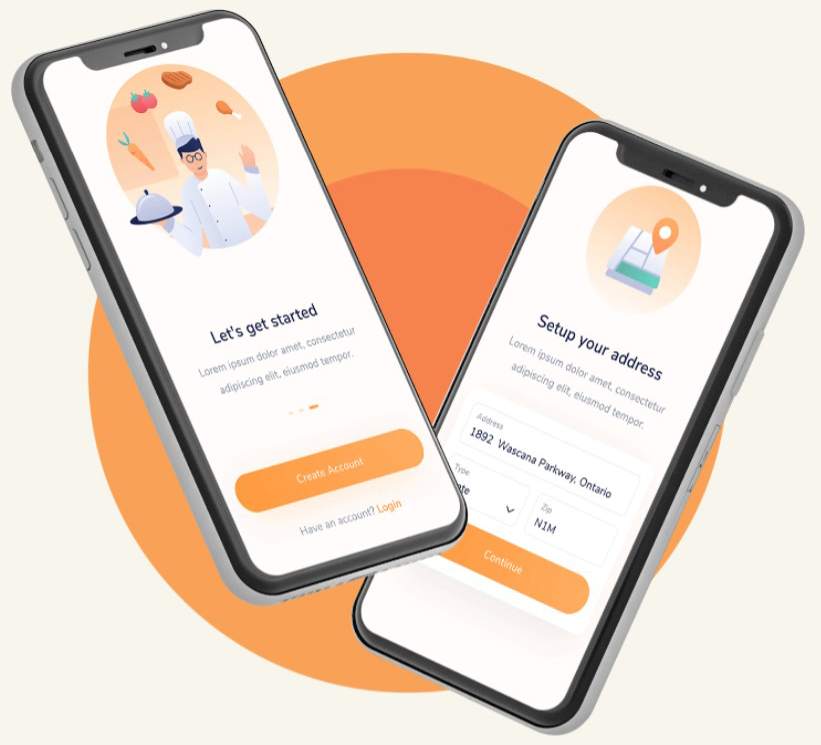 Let's get started
Lorem ipsum dolor amet, consectetur
adipiscing elit, eiusmod tempor.
Create Account
Have an account? Login
Setup your address
Lorem ipsum dolor amet, consectetur
adipiscing elit, eiusmod tempor.
Address
1892 Wascana Parkway, Ontario
Type
Zip
N1M
Continue